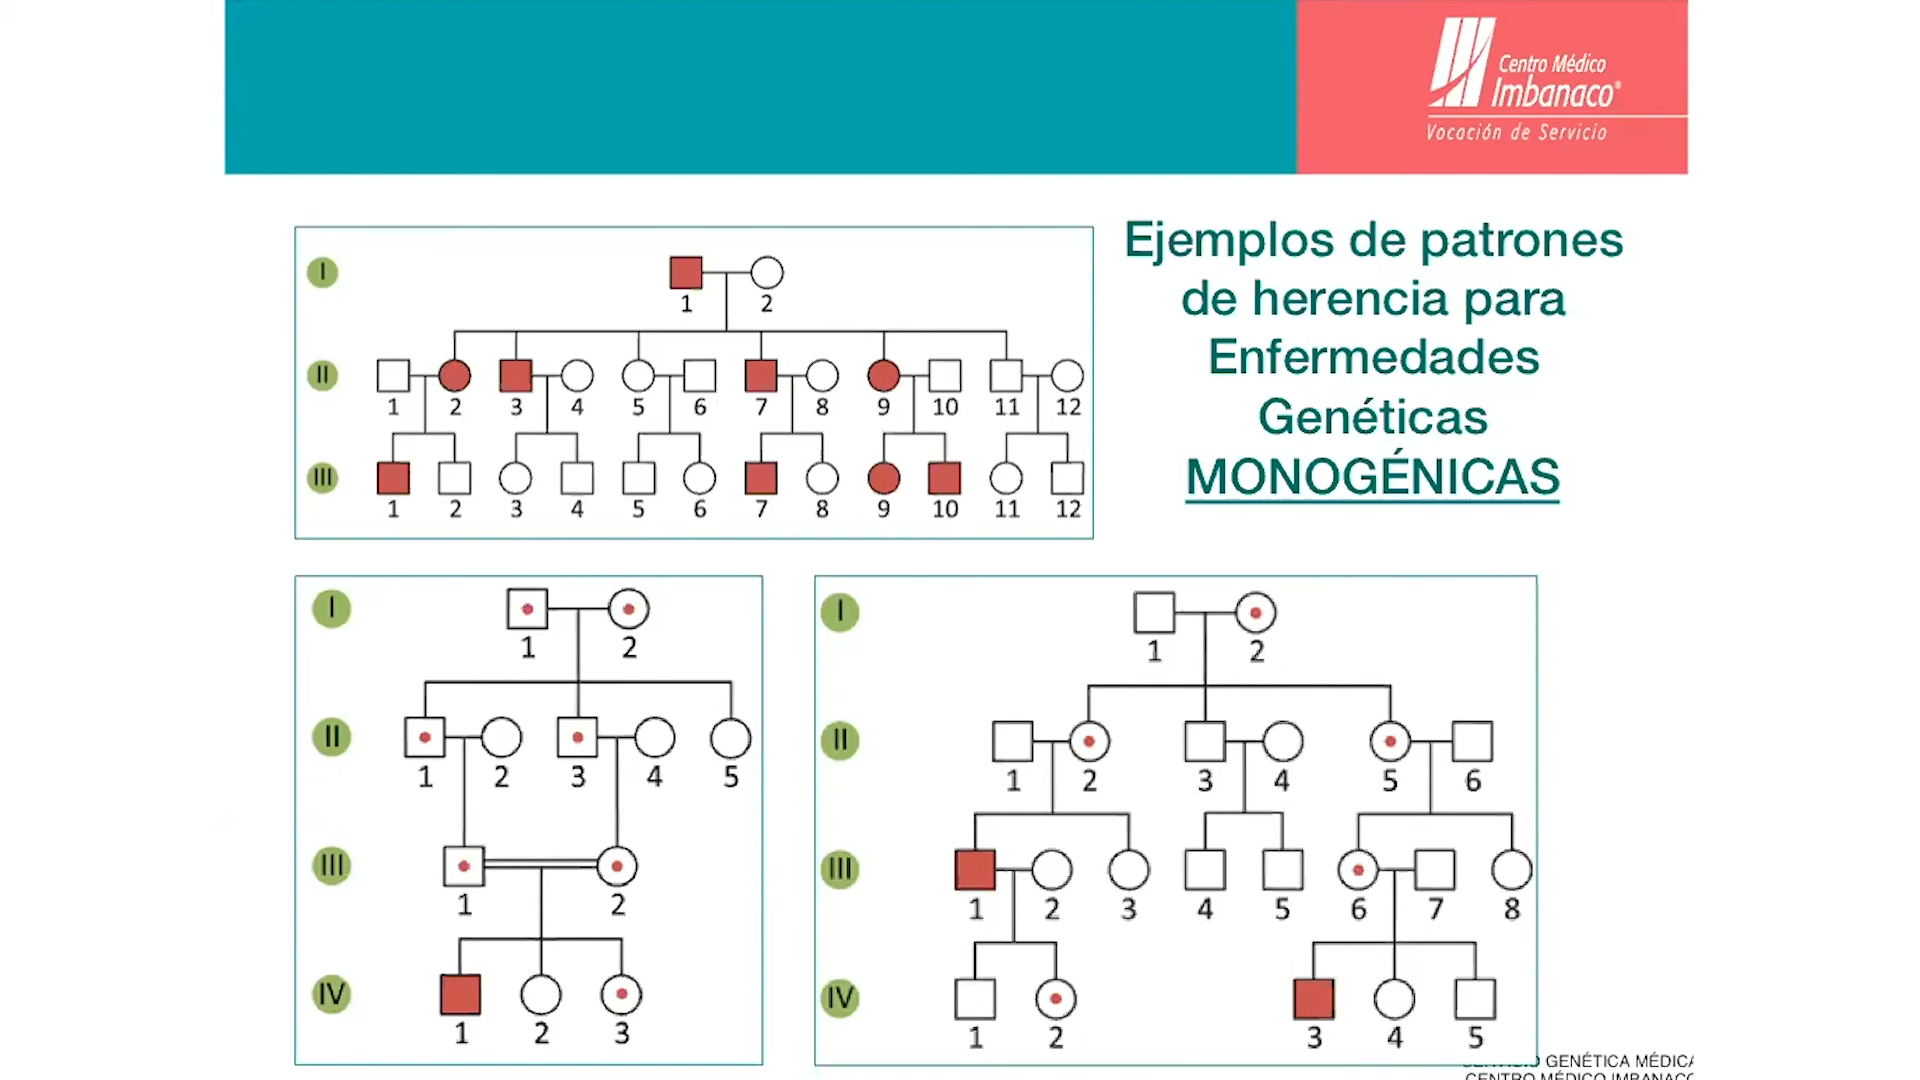 Centro Médico
Imbanaco®
Vocación de Servicio
Ejemplos de patrones
de herencia para
Enfermedades
Genéticas
MONOGÉNICAS
I
1 2
II
1 2 3 4 5 6 7 8 9 10 11 12
III
1 2 3 4 5 6 7 8 9 10 11 12
I
1 2
II
1 2 3 4 5
III
1 2
IV
1 2 3
I
1 2
II
1 2 3 4 5 6
III
1 2 3 4 5 6 7 8
IV
1 2 3 4 5
GENÉTICA MÉDICA
CENTRO MÉDICO IMBANACO